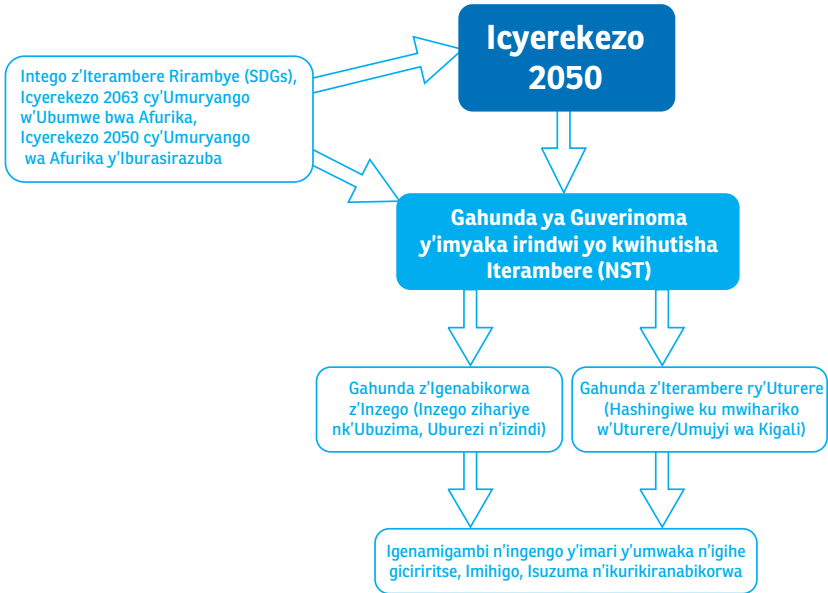 Icyerekezo
2050
Intego z'Iterambere Rirambye (SDGs),
Icyerekezo 2063 cy'Umuryango
w'Ubumwe bwa Afurika,
Icyerekezo 2050 cy'Umuryango
wa Afurika y'Iburasirazuba
Gahunda ya Guverinoma
y'imyaka irindwi yo kwihutisha
Iterambere (NST)
Gahunda z'Igenabikorwa
z'Inzego (Inzego zihariye
nk'Ubuzima, Uburezi n'izindi)
Gahunda z'Iterambere ry'Uturere
(Hashingiwe ku mwihariko
w'Uturere/Umujyi wa Kigali)
Igenamigambi n'ingengo y'imari y'umwaka n'igihe
giciriritse, Imihigo, Isuzuma n'ikurikiranabikorwa